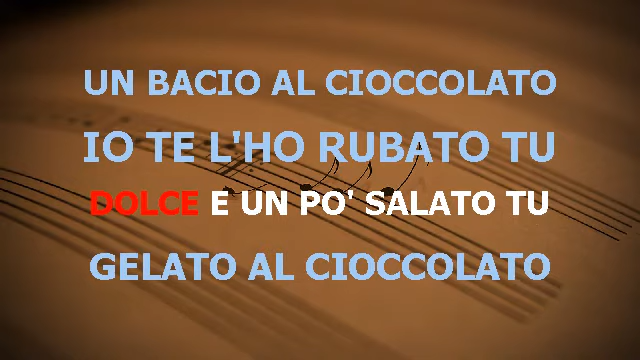 UN BACIO AL CIOCCOLATO
IO TE L'HO RUBATO TU
DOLCE E UN PO' SALATO TU
GELATO AL CIOCCOLATO